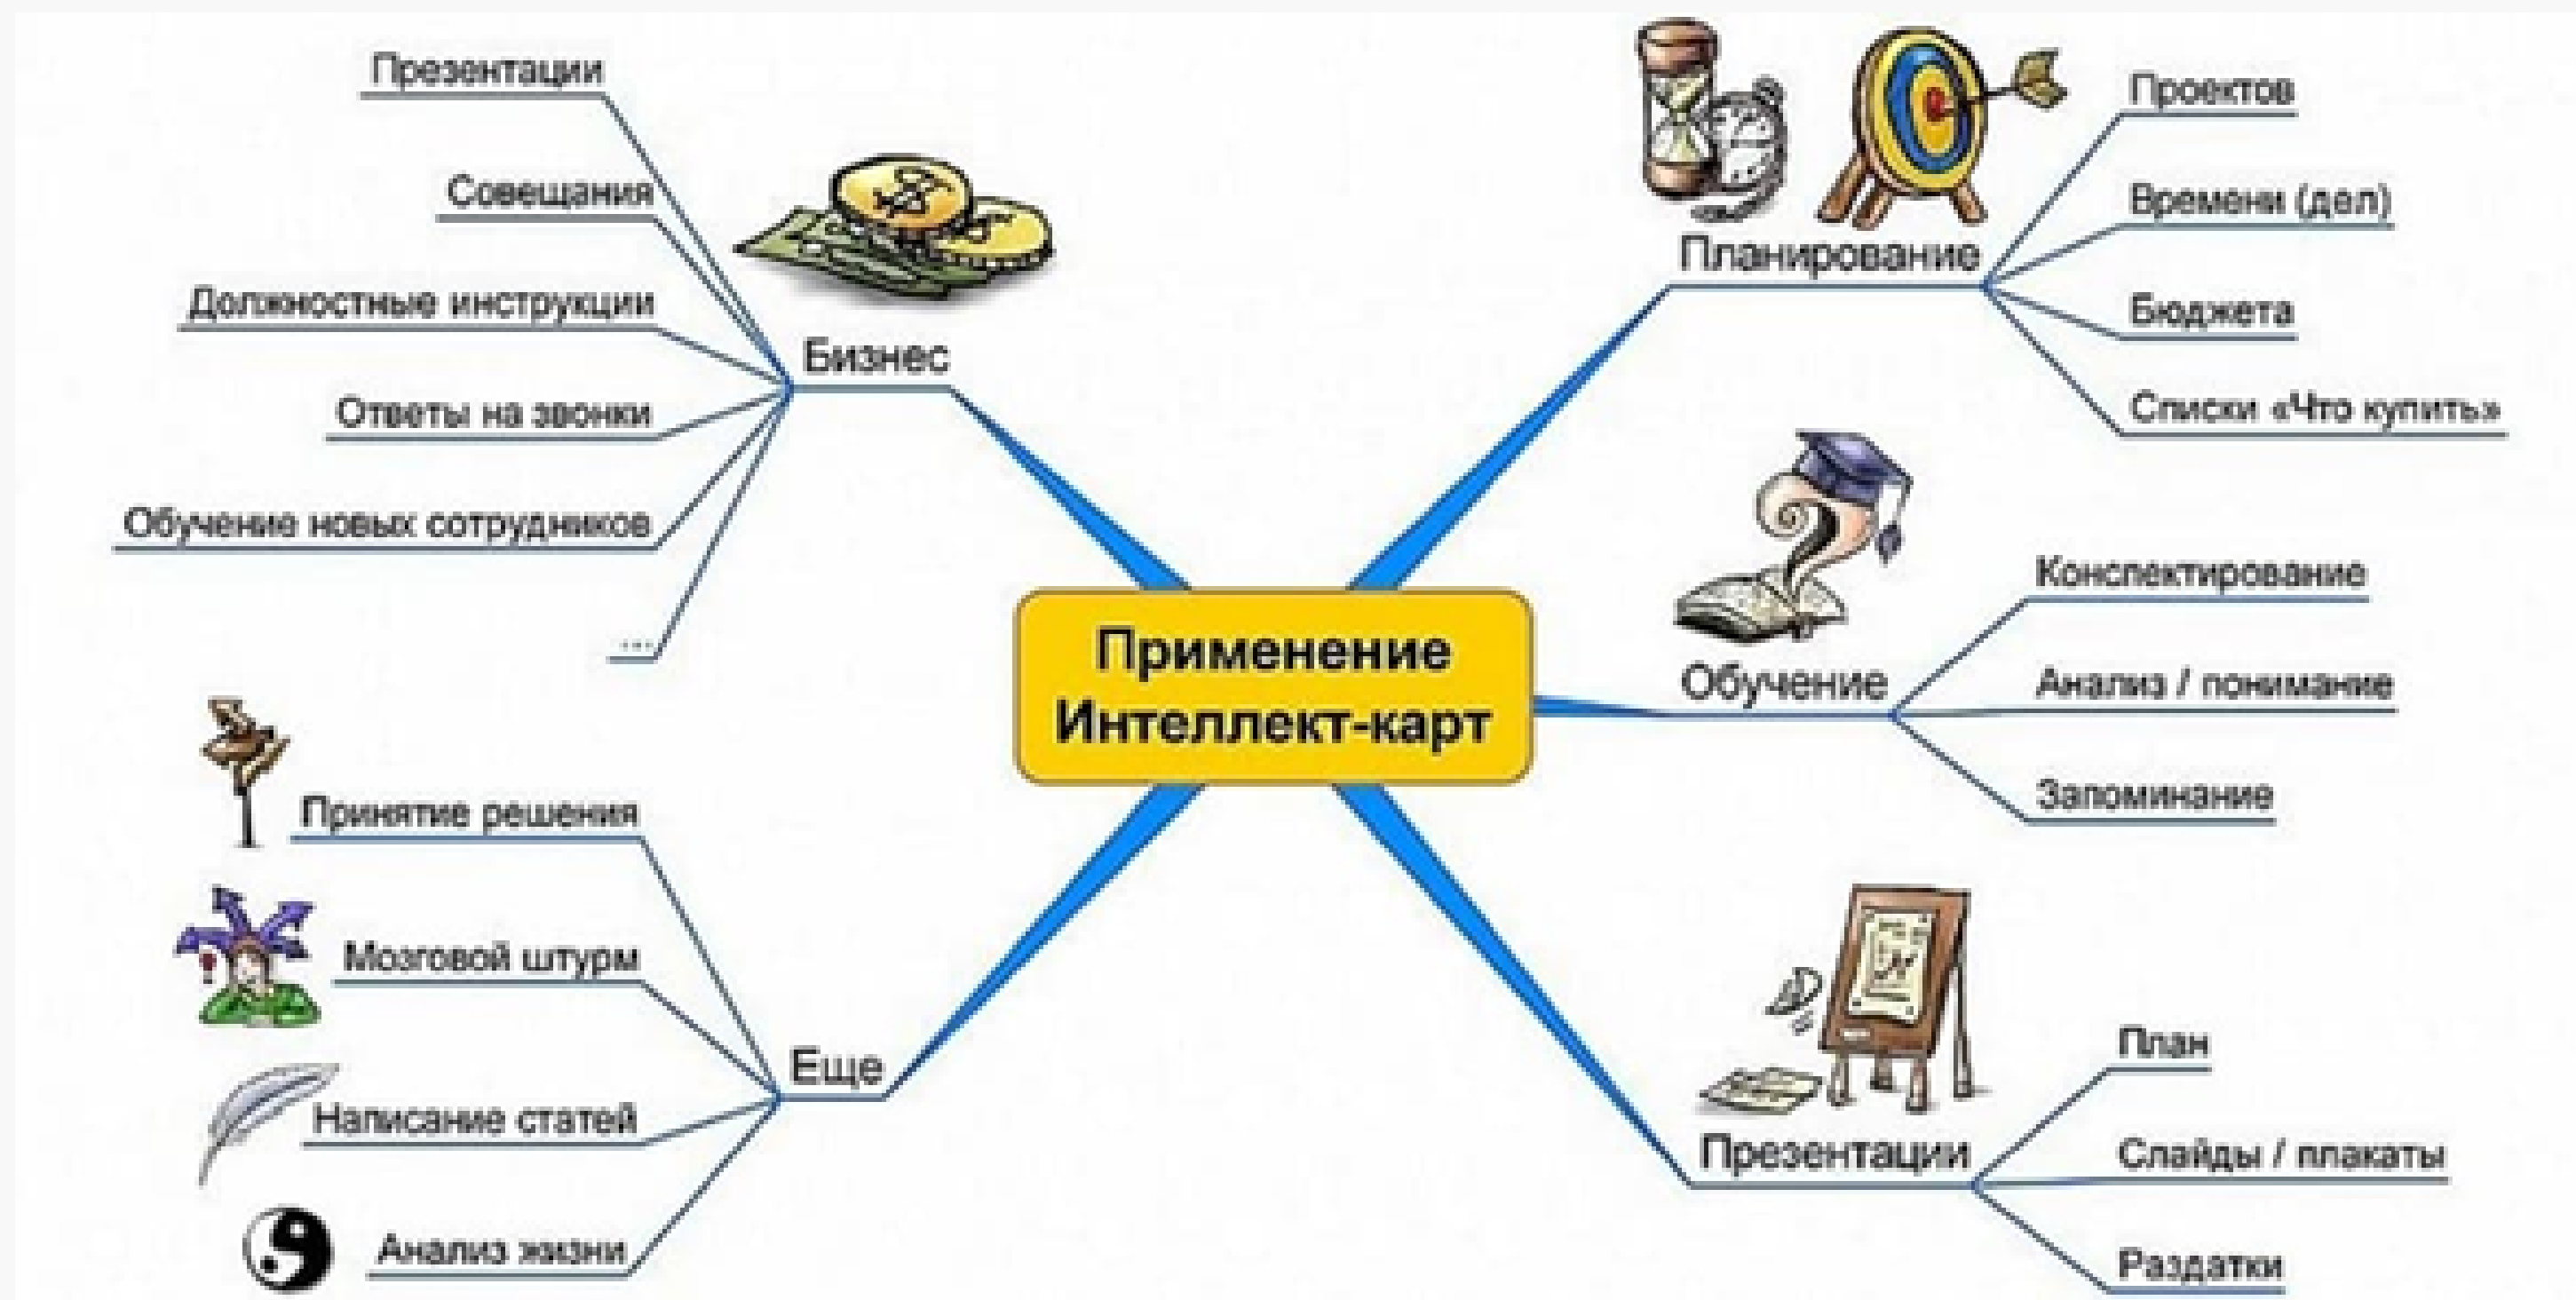 Применение
Интеллект-карт
Планирование
Проектов
Времени (дел)
Бюджета
Списки «Что купить»
Обучение
Конспектирование
Анализ / понимание
Запоминание
Презентации
План
Слайды / плакаты
Раздатки
Бизнес
Презентации
Совещания
Должностные инструкции
Ответы на звонки
Обучение новых сотрудников
...
Еще
Принятие решения
Мозговой штурм
Написание статей
Анализ жизни